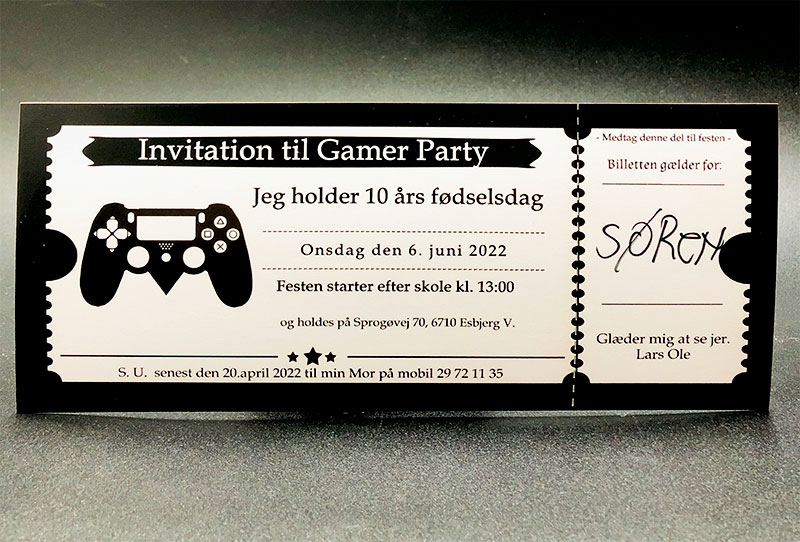 Invitation til Gamer Party
Jeg holder 10 års fødselsdag
Onsdag den 6. juni 2022
Festen starter efter skole kl. 13:00
og holdes på Sprogøvej 70, 6710 Esbjerg V.
S. U. senest den 20.april 2022 til min Mor på mobil 29 72 11 35
- Medtag denne del til festen -
Billetten gælder for:
SØREN
Glæder mig at se jer.
Lars Ole